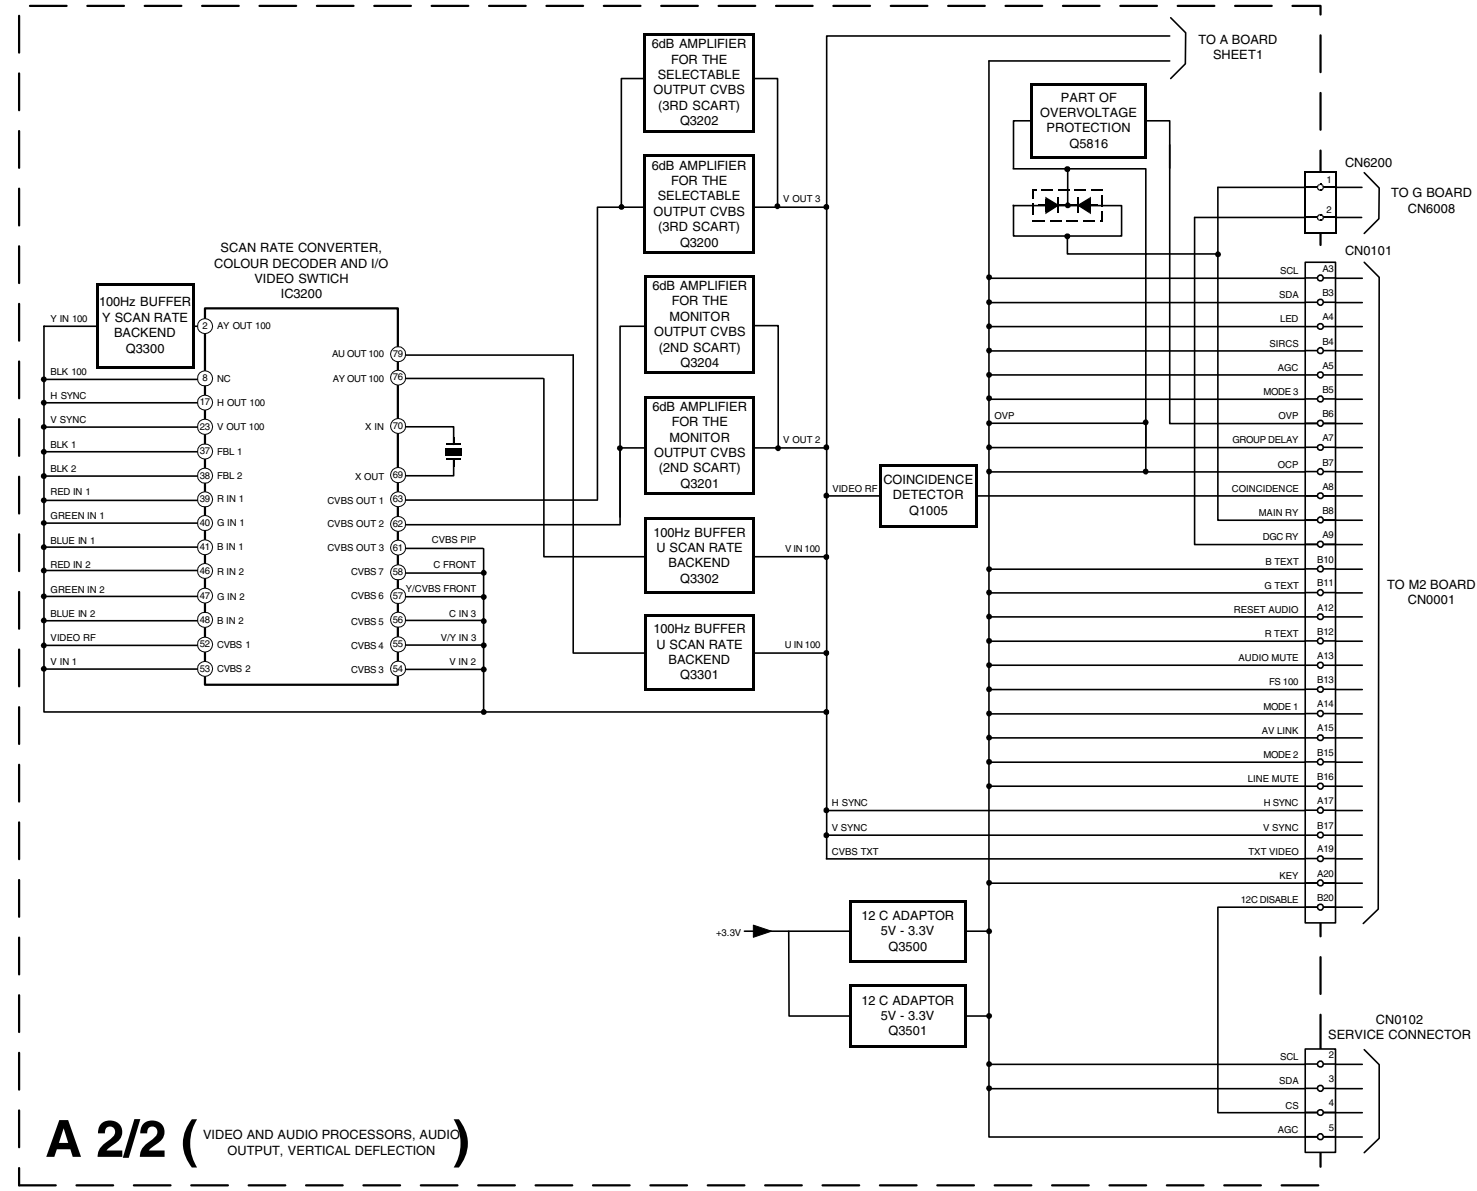 6dB AMPLIFIER
FOR THE
SELECTABLE
OUTPUT CVBS
(3RD SCART)
Q3202
TO A BOARD
SHEET1
PART OF
OVERVOLTAGE
PROTECTION
Q5816
6dB AMPLIFIER
FOR THE
SELECTABLE
OUTPUT CVBS
(3RD SCART)
Q3200
V OUT 3
CN6200
1
2
TO G BOARD
CN6008
SCAN RATE CONVERTER,
COLOUR DECODER AND I/O
VIDEO SWTICH
IC3200
100Hz BUFFER
Y SCAN RATE
BACKEND
Q3300
Y IN 100
2 AY OUT 100
BLK 100
8 NC
H SYNC
17 H OUT 100
V SYNC
23 V OUT 100
BLK 1
37 FBL 1
BLK 2
38 FBL 2
RED IN 1
39 R IN 1
GREEN IN 1
40 G IN 1
BLUE IN 1
41 B IN 1
RED IN 2
46 R IN 2
GREEN IN 2
47 G IN 2
BLUE IN 2
48 B IN 2
VIDEO RF
52 CVBS 1
V IN 1
53 CVBS 2
AU OUT 100 79
AY OUT 100 76
X IN 70
X OUT 69
CVBS OUT 1 63
CVBS OUT 2 62
CVBS OUT 3 61
CVBS PIP
CVBS 7 58
C FRONT
CVBS 6 57
Y/CVBS FRONT
CVBS 5 56
C IN 3
CVBS 4 55
V/Y IN 3
CVBS 3 54
V IN 2
6dB AMPLIFIER
FOR THE
MONITOR
OUTPUT CVBS
(2ND SCART)
Q3204
6dB AMPLIFIER
FOR THE
MONITOR
OUTPUT CVBS
(2ND SCART)
Q3201
V OUT 2
100Hz BUFFER
U SCAN RATE
BACKEND
Q3302
V IN 100
100Hz BUFFER
U SCAN RATE
BACKEND
Q3301
U IN 100
VIDEO RF
COINCIDENCE
DETECTOR
Q1005
OVP
CN0101
SCL A3
SDA B3
LED A4
SIRCS B4
AGC A5
MODE 3 B5
OVP B6
GROUP DELAY A7
OCP B7
COINCIDENCE A8
MAIN RY B8
DGC RY A9
B TEXT B10
G TEXT B11
RESET AUDIO A12
R TEXT B12
AUDIO MUTE A13
FS 100 B13
MODE 1 A14
AV LINK A15
MODE 2 B15
LINE MUTE B16
H SYNC H SYNC A17
V SYNC V SYNC B17
CVBS TXT TXT VIDEO A19
KEY A20
12C DISABLE B20
TO M2 BOARD
CN0001
+3.3V
12 C ADAPTOR
5V - 3.3V
Q3500
12 C ADAPTOR
5V - 3.3V
Q3501
CN0102
SERVICE CONNECTOR
SCL 2
SDA 3
CS 4
AGC 5
A 2/2 ( VIDEO AND AUDIO PROCESSORS, AUDIO
OUTPUT, VERTICAL DEFLECTION )